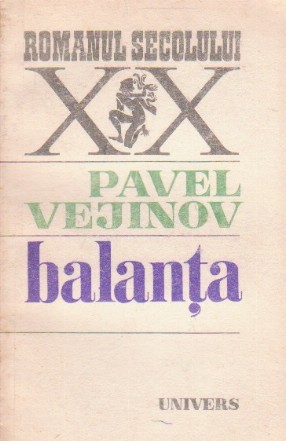 ROMANUL SECOLULUI
XX
PAVEL
VEJINOV
balanța
UNIVERS